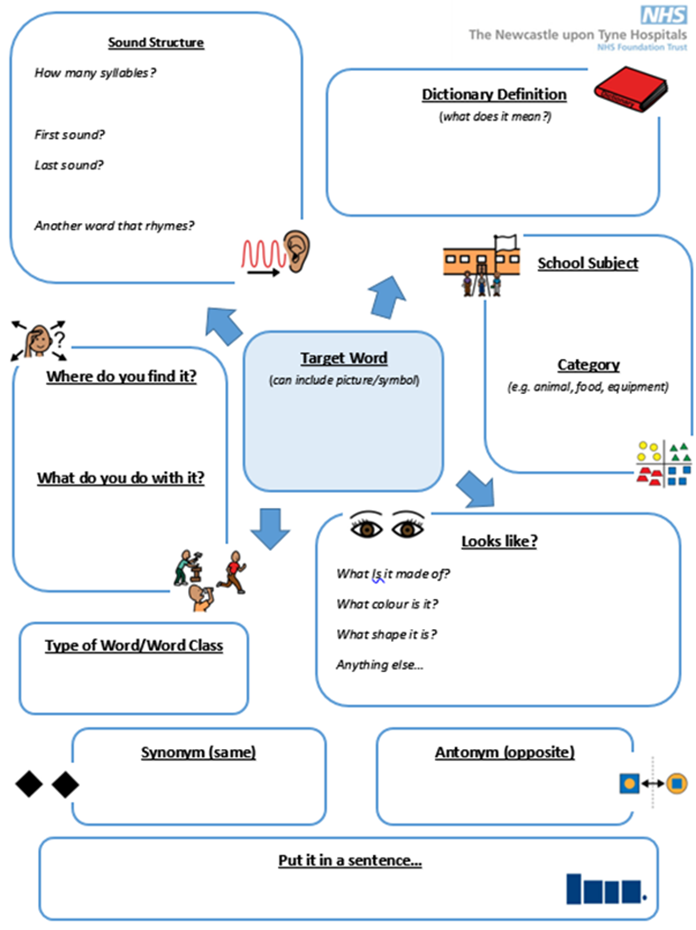 NHS
The Newcastle upon Tyne Hospitals
NHS Foundation Trust
Sound Structure
How many syllables?
First sound?
Last sound?
Another word that rhymes?
Dictionary Definition
(what does it mean?)
Dictionary
School Subject
Category
(e.g. animal, food, equipment)
Target Word
(can include picture/symbol)
?
Where do you find it?
What do you do with it?
Looks like?
What Is it made of?
What colour is it?
What shape it is?
Anything else...
Type of Word/Word Class
Synonym (same)
Antonym (opposite)
Put it in a sentence...